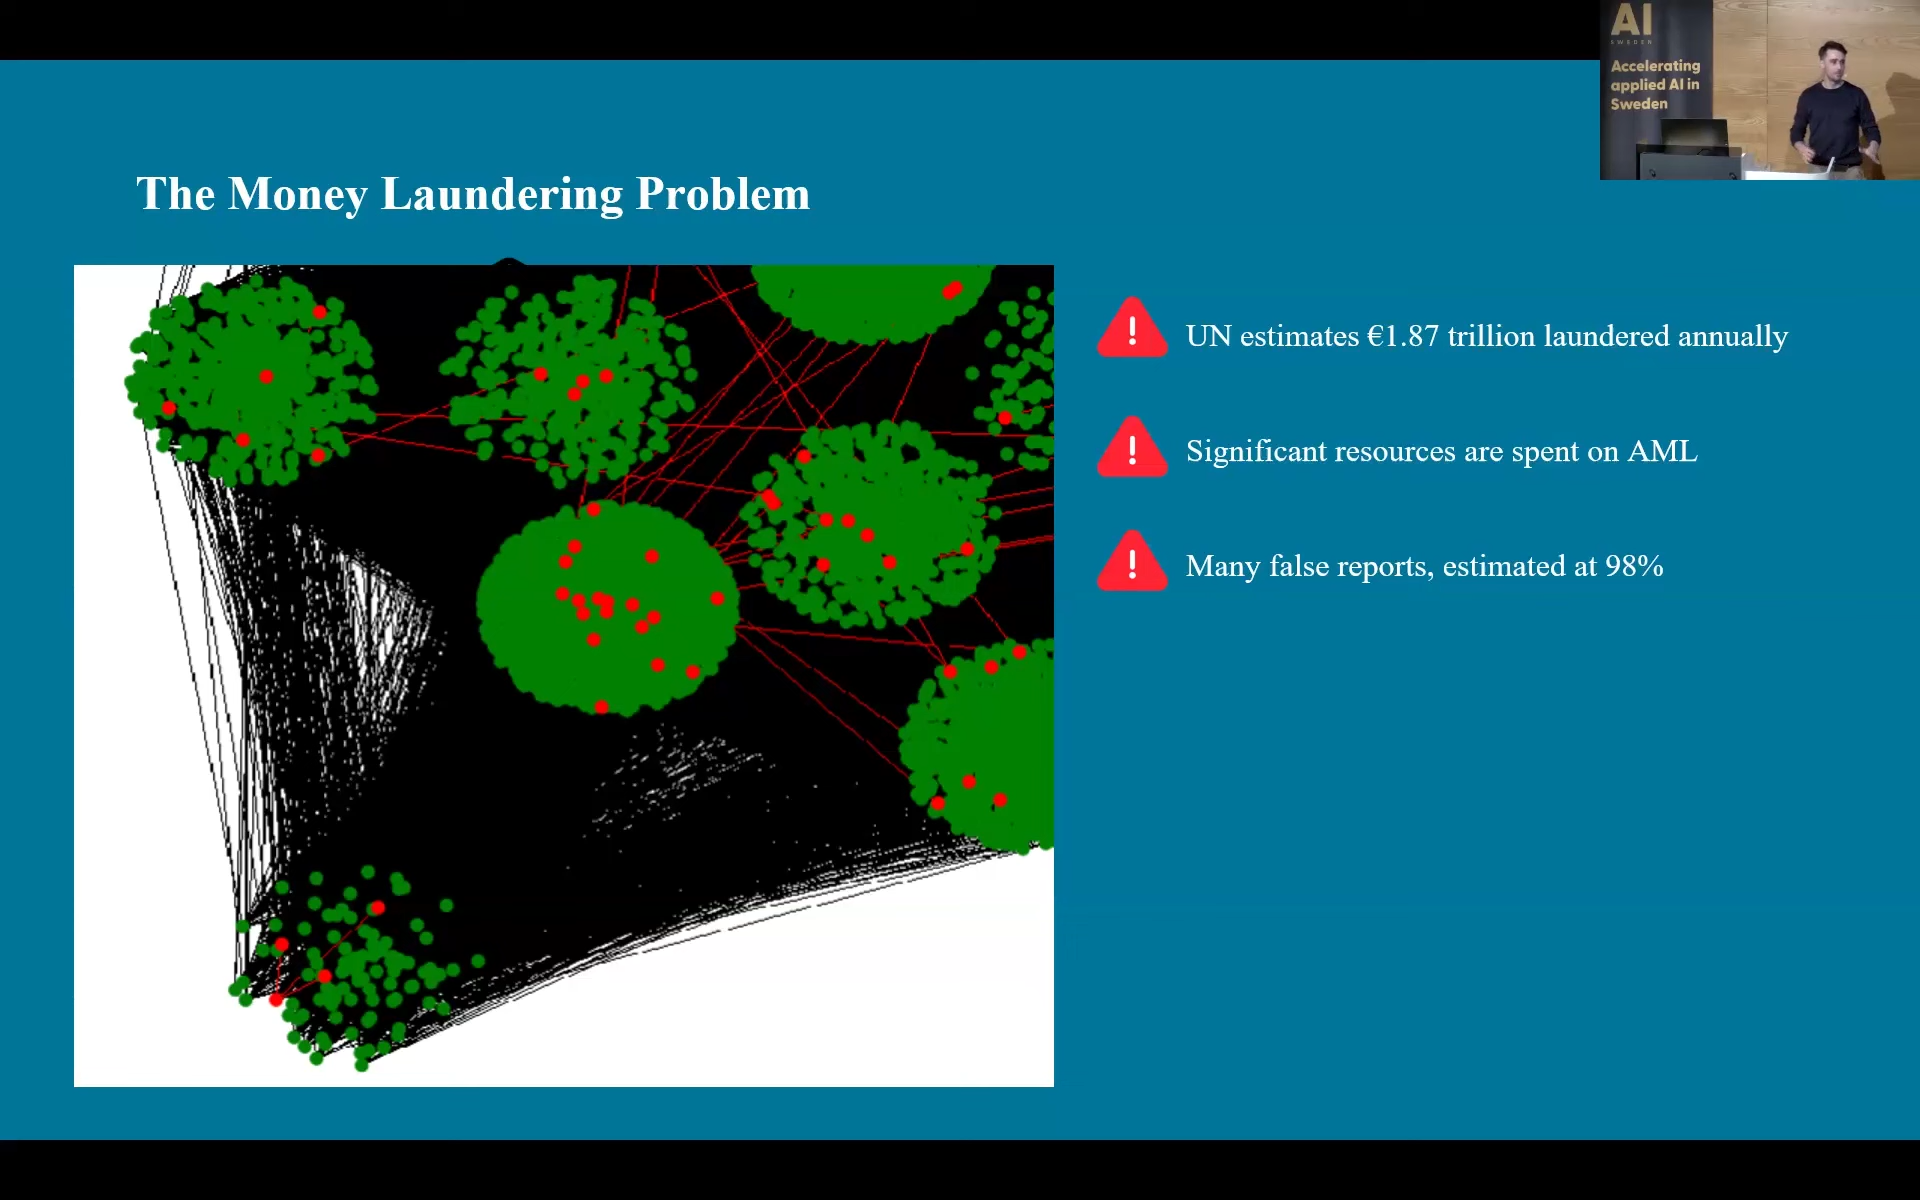 AI
SWEDEN
Accelerating
applied AI in
Sweden
The Money Laundering Problem
UN estimates €1.87 trillion laundered annually
Significant resources are spent on AML
Many false reports, estimated at 98%